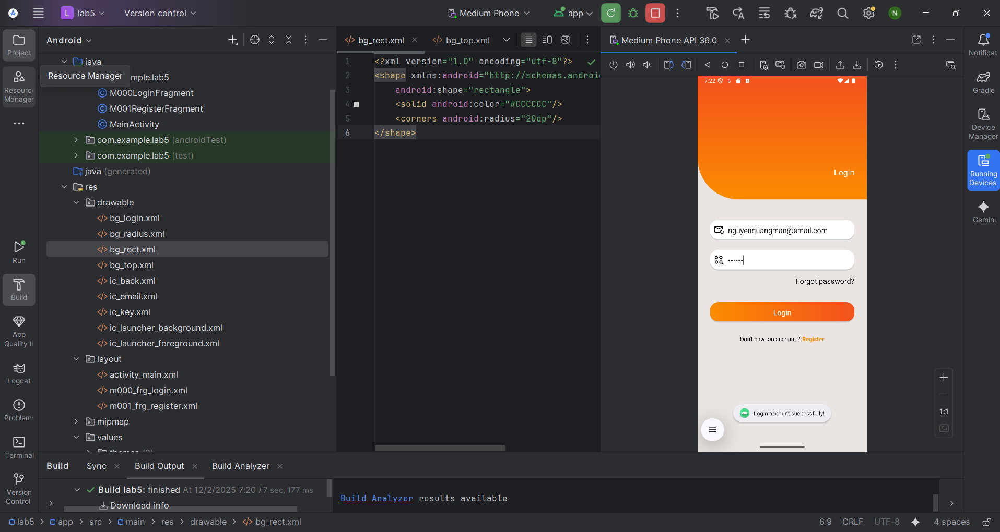 L lab5
Version control
Medium Phone
app
N
Project
Resource Manager
Run
Build
App Quality
Logcat
Problems
Terminal
Version Control
Android
java
Resource Manager
mple.lab5
M000LoginFragment
M001RegisterFragment
MainActivity
com.example.lab5 (androidTest)
com.example.lab5 (test)
java (generated)
res
drawable
bg_login.xml
bg_radius.xml
bg_rect.xml
bg_top.xml
ic_back.xml
ic_email.xml
ic_key.xml
ic_launcher_background.xml
ic_launcher_foreground.xml
layout
activity_main.xml
m000_frg_login.xml
m001_frg_register.xml
mipmap
values
bg_rect.xml
bg_top.xml
1 <?xml version="1.0" encoding="utf-8"?>
2 <shape xmlns:android="http://schemas.androi
3 android:shape="rectangle">
4 <solid android:color="#CCCCCC"/>
5 <corners android:radius="20dp"/>
6 </shape>
Medium Phone API 36.0
7:22
Login
nguyenquangman@email.com
••••••
Forgot password?
Login
Don't have an account ? Register
Login account successfully!
1:1
Notificat
Gradle
Device Manager
Running Devices
Gemini
Build
Sync
Build Output
Build Analyzer
Build lab5: finished At 12/2/2025 7:20 7 sec, 177 ms
Download info
Build Analyzer results available
lab5 > app > src > main > res > drawable > bg_rect.xml
6:9
CRLF
UTF-8
4 spaces